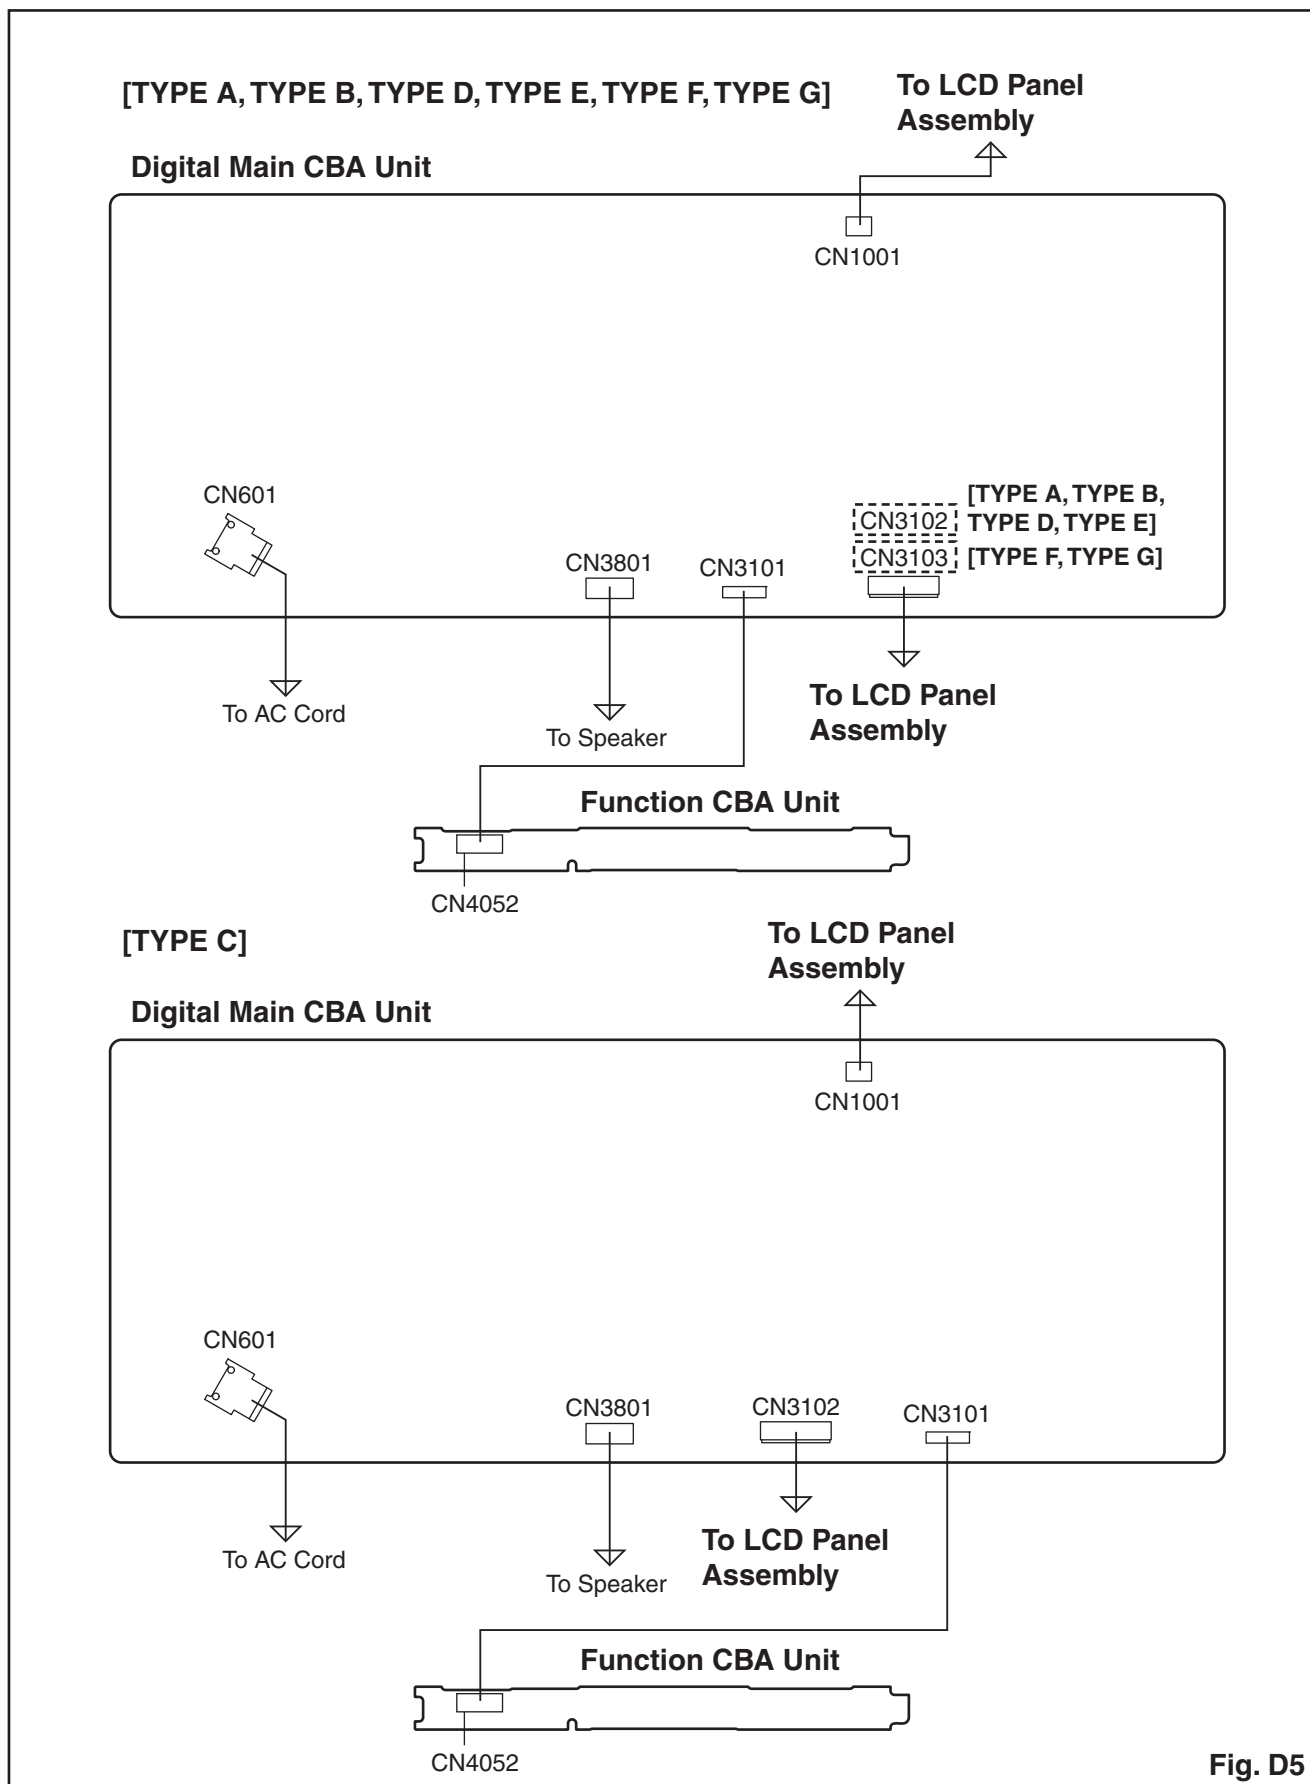 [TYPE A, TYPE B, TYPE D, TYPE E, TYPE F, TYPE G]
To LCD Panel
Assembly
Digital Main CBA Unit
CN1001
CN601
CN3801
CN3101
CN3102
[TYPE A, TYPE B,
TYPE D, TYPE E]
CN3103
[TYPE F, TYPE G]
To AC Cord
To Speaker
To LCD Panel
Assembly
Function CBA Unit
CN4052
[TYPE C]
To LCD Panel
Assembly
Digital Main CBA Unit
CN1001
CN601
CN3801
CN3102
CN3101
To AC Cord
To Speaker
To LCD Panel
Assembly
Function CBA Unit
CN4052
Fig. D5